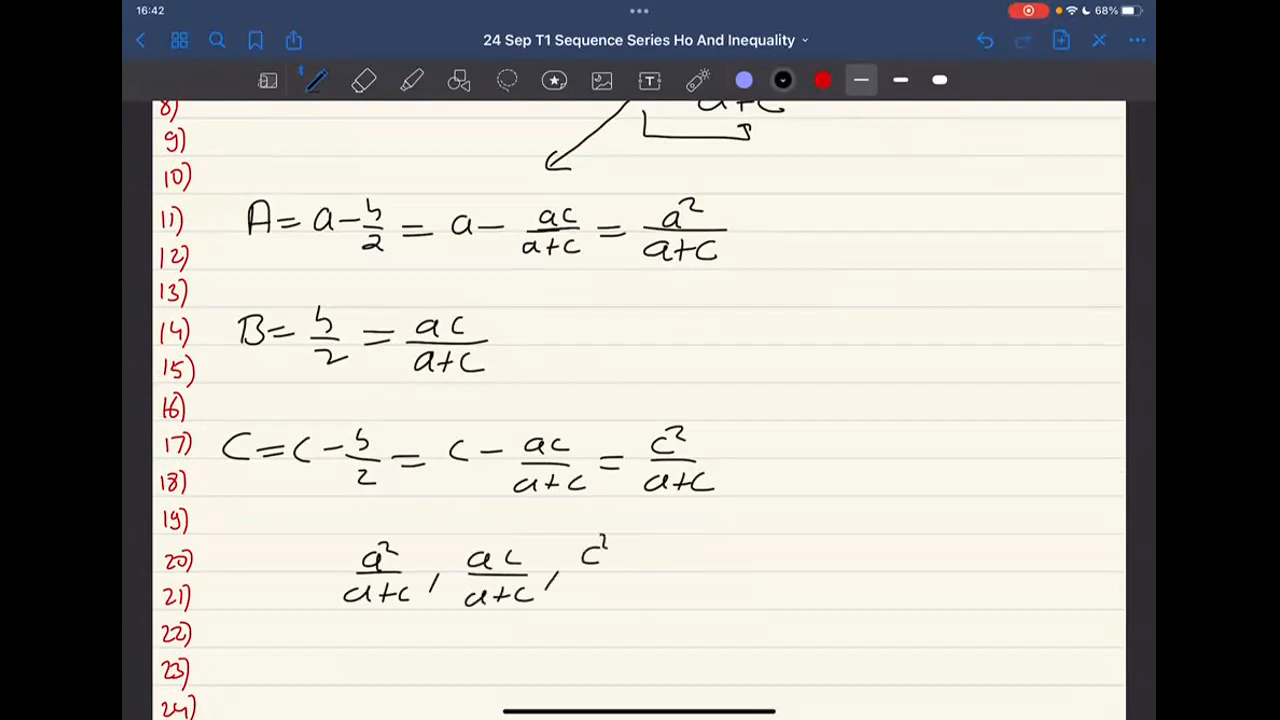 16:42
68%
24 Sep T1 Sequence Series Ho And Inequality
8) a+c
9)
10)
11) A = a - b/2 = a - ac/(a+c) = a²/(a+c)
12)
13)
14) B = b/2 = ac/(a+c)
15)
16)
17) C = c - b/2 = c - ac/(a+c) = c²/(a+c)
18)
19)
20) a²/(a+c) , ac/(a+c) , c²
21)
22)
23)
24)